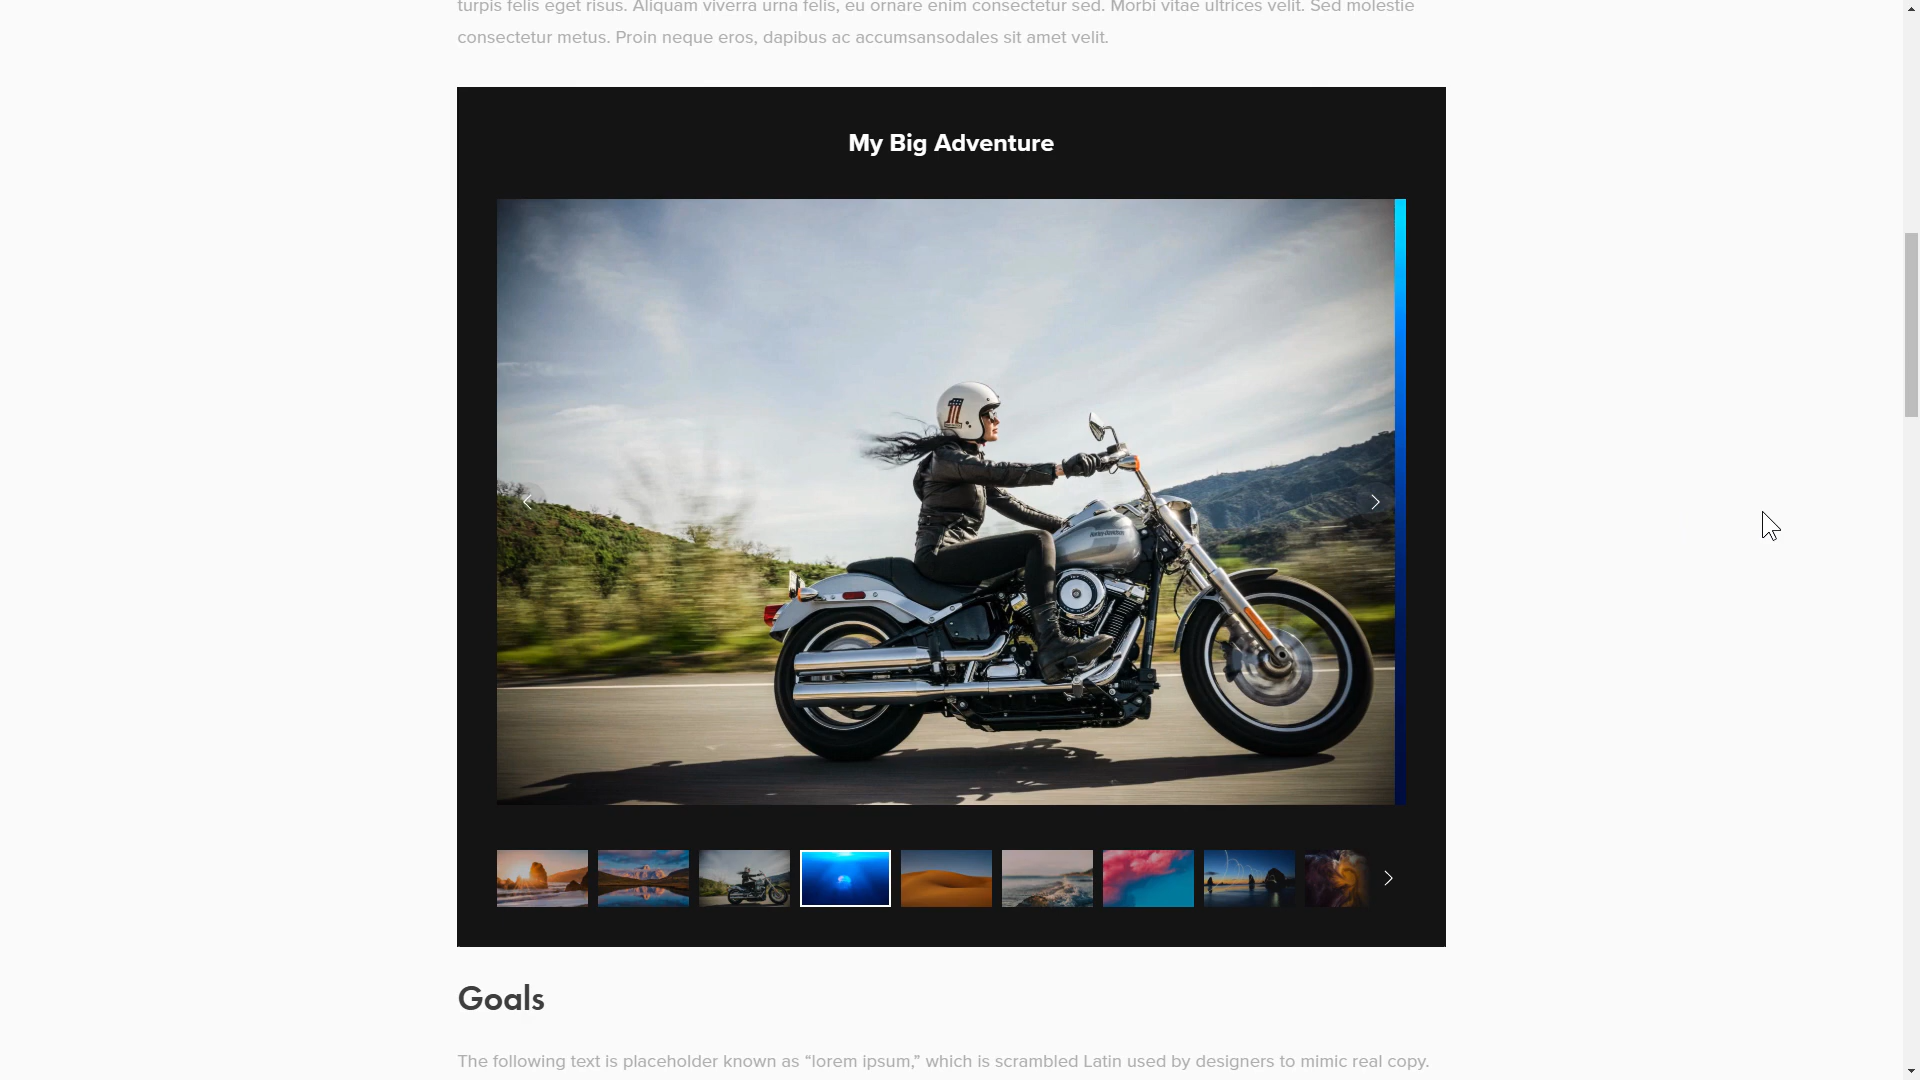 turpis felis eget risus. Aliquam viverra urna felis, eu ornare enim consectetur sed. Morbi vitae ultrices velit. Sed molestie
consectetur metus. Proin neque eros, dapibus ac accumsansodales sit amet velit.
My Big Adventure
1
Goals
The following text is placeholder known as “lorem ipsum,” which is scrambled Latin used by designers to mimic real copy.